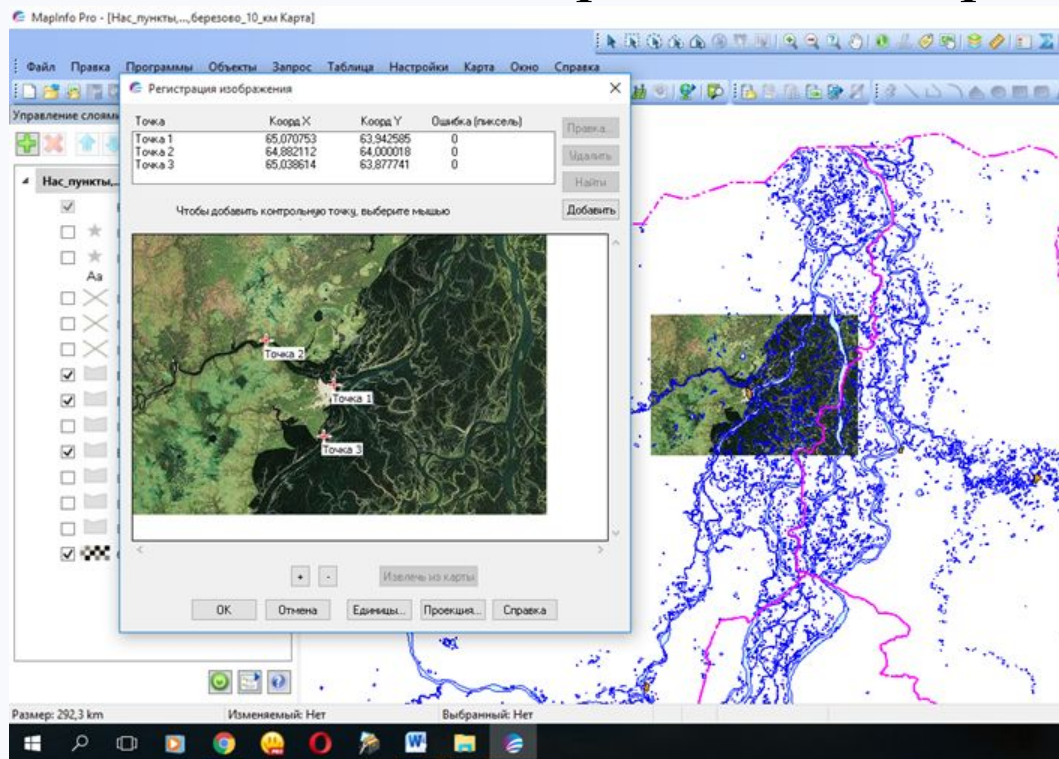 MapInfo Pro - [Нас_пункты,...,березово_10_км Карта]
Файл Правка Программы Объекты Запрос Таблица Настройки Карта Окно Справка
Управление слоями
Нас_пункты,...
Aa
Регистрация изображения
Точка Коорд X Коорд Y Ошибка (пиксель)
Точка 1 65,070753 63,942585 0
Точка 2 64,882112 64,000018 0
Точка 3 65,038614 63,877741 0
Правка...
Удалить
Найти
Добавить
Чтобы добавить контрольную точку, выберите мышью
Точка 2
Точка 1
Точка 3
+ -
Извлечь из карты
OK Отмена Единицы... Проекция... Справка
Размер: 292,3 km Изменяемый: Нет Выбранный: Нет